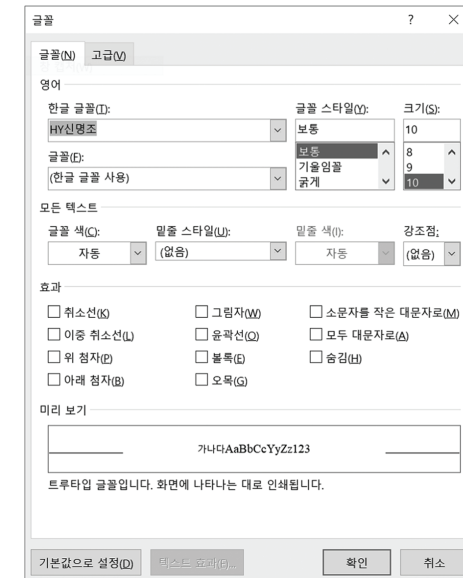 글꼴 ? ×
글꼴(N) 고급(V)
영어
한글 글꼴(T): 글꼴 스타일(Y): 크기(S):
HY신명조 보통 10
글꼴(F): 보통 8
(한글 글꼴 사용) 기울임꼴 9
굵게 10
모든 텍스트
글꼴 색(C): 밑줄 스타일(U): 밑줄 색(I): 강조점:
자동 (없음) 자동 (없음)
효과
취소선(K) 그림자(W) 소문자를 작은 대문자로(M)
이중 취소선(L) 윤곽선(O) 모두 대문자로(A)
위 첨자(P) 볼록(E) 숨김(H)
아래 첨자(B) 오목(G)
미리 보기
가나다AaBbCcYyZz123
트루타입 글꼴입니다. 화면에 나타나는 대로 인쇄됩니다.
기본값으로 설정(D) 텍스트 효과(E)... 확인 취소